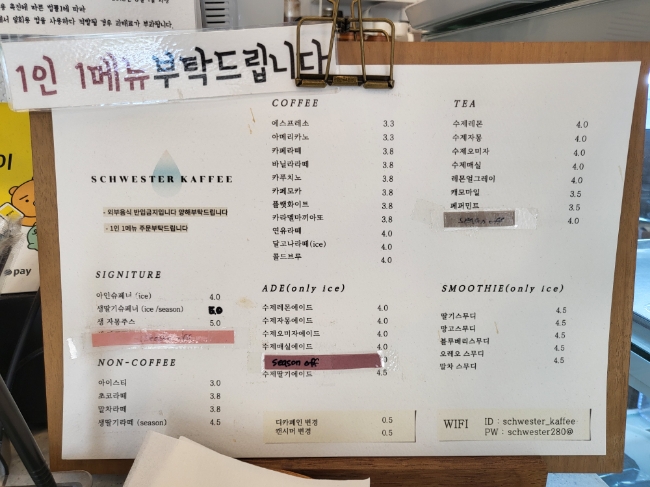 1인 1메뉴 부탁드립니다
SCHWESTER KAFFEE
- 외부음식 반입금지입니다 양해부탁드립니다
- 1인 1메뉴 주문부탁드립니다
SIGNITURE
아인슈페너 (ice) 4.0
생딸기슈페너 (ice /season) 5.0
생 자몽주스 5.0
NON-COFFEE
아이스티 3.0
초코라떼 3.8
말차라떼 3.8
생딸기라떼 (season) 4.5
COFFEE
에스프레소 3.3
아메리카노 3.3
카페라떼 3.8
바닐라라떼 3.8
카푸치노 3.8
카페모카 3.8
플랫화이트 3.8
카라멜마끼아또 3.8
연유라떼 4.0
달고나라떼(ice) 4.0
콜드브루 4.0
ADE(only ice)
수제레몬에이드 4.0
수제자몽에이드 4.0
수제오미자에이드 4.0
수제매실에이드 4.0
season off
수제딸기에이드 4.5
디카페인 변경 0.5
연시미 변경 0.5
TEA
수제레몬 4.0
수제자몽 4.0
수제오미자 4.0
수제매실 4.0
레몬얼그레이 4.0
캐모마일 3.5
페퍼민트 3.5
4.0
SMOOTHIE(only ice)
딸기스무디 4.5
망고스무디 4.5
블루베리스무디 4.5
오레오 스무디 4.5
말차 스무디 4.5
WIFI
ID : schwester_kaffee
PW : schwester280@
pay